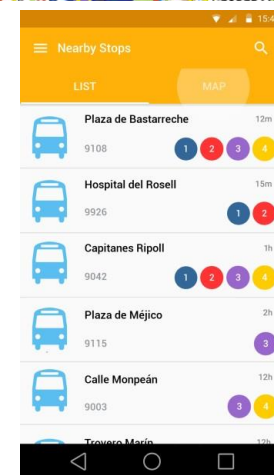 15:4
Nearby Stops
LIST MAP
Plaza de Bastarreche 12m
9108 1 2 3 4
Hospital del Rosell 15m
9926 1 2
Capitanes Ripoll 1h
9042 1 2 3 4
Plaza de Méjico 2h
9115 3
Calle Monpeán 12h
9003 3 4
Trovero Marín 12h